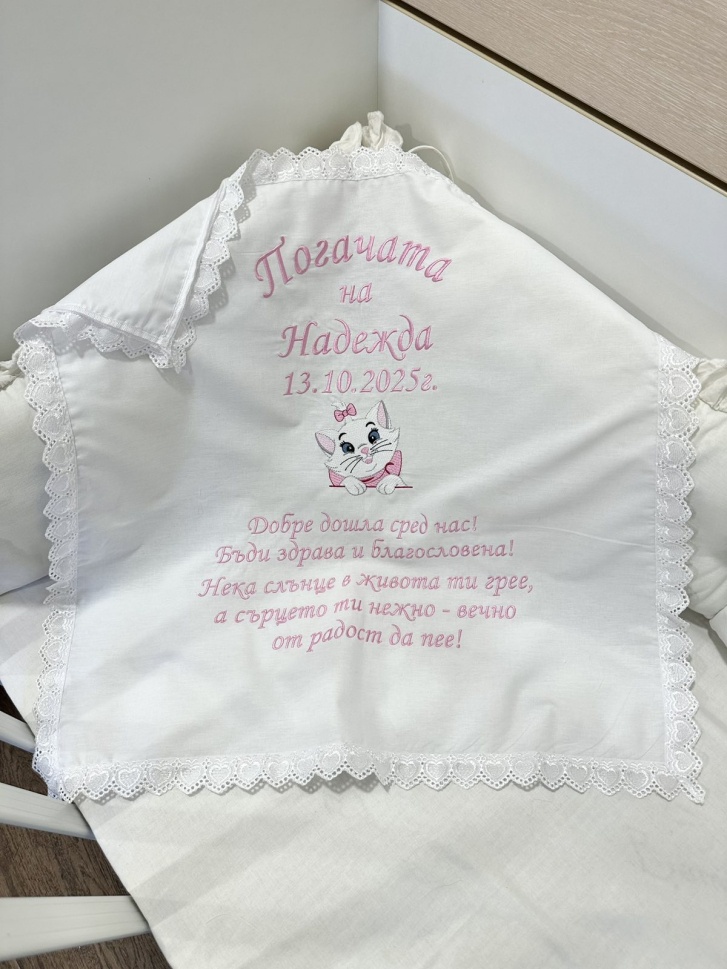 Погачата
на
Надежда
13.10.2025г.
Добре дошла сред нас!
Бъди здрава и благословена!
Нека слънце в живота ти грее,
а сърцето ти нежно - вечно
от радост да пее!